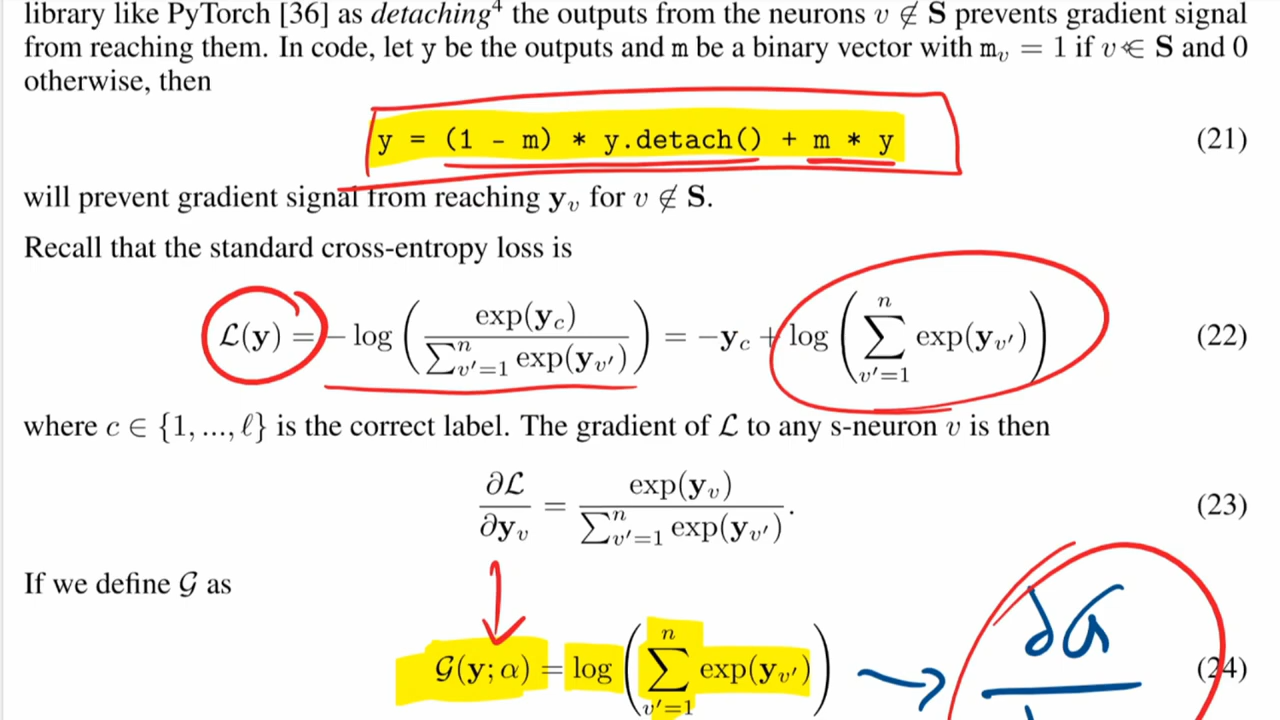 library like PyTorch [36] as detaching⁴ the outputs from the neurons v ∉ S prevents gradient signal
from reaching them. In code, let y be the outputs and m be a binary vector with m_v = 1 if v ∈ S and 0
otherwise, then
y = (1 - m) * y.detach() + m * y (21)
will prevent gradient signal from reaching y_v for v ∉ S.
Recall that the standard cross-entropy loss is
ℒ(y) = − log ( exp(y_c) / ∑_{v′=1}^{n} exp(y_{v′}) ) = −y_c + log ( ∑_{v′=1}^{n} exp(y_{v′}) ) (22)
where c ∈ {1, ..., ℓ} is the correct label. The gradient of ℒ to any s-neuron v is then
∂ℒ / ∂y_v = exp(y_v) / ∑_{v′=1}^{n} exp(y_{v′}) . (23)
If we define 𝒢 as
𝒢(y; α) = log ( ∑_{v′=1}^{n} exp(y_{v′}) ) → ∂G (24)